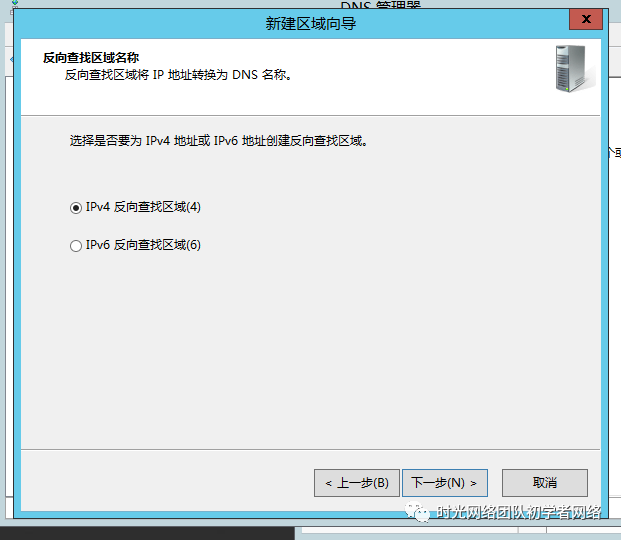 DNS 管理器
新建区域向导
x
反向查找区域名称
反向查找区域将 IP 地址转换为 DNS 名称。
选择是否要为 IPv4 地址或 IPv6 地址创建反向查找区域。
IPv4 反向查找区域(4)
IPv6 反向查找区域(6)
< 上一步(B)
下一步(N) >
取消
时光网络团队初学者网络